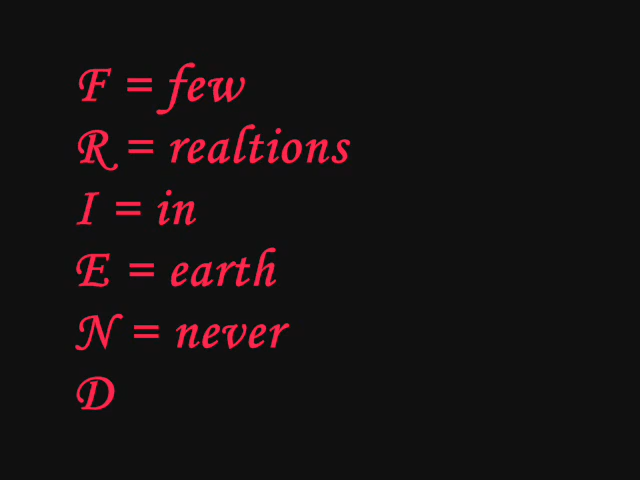 F = few
R = realtions
I = in
E = earth
N = never
D